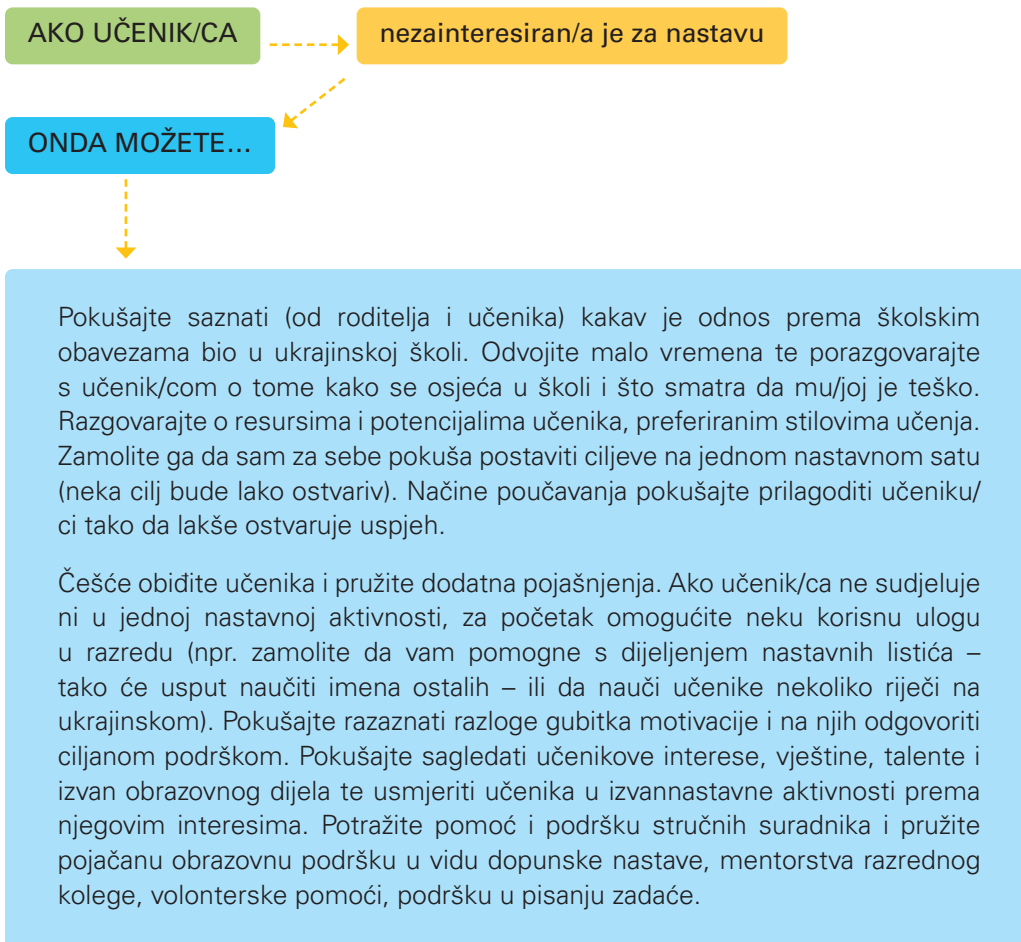 AKO UČENIK/CA
nezainteresiran/a je za nastavu
ONDA MOŽETE...
Pokušajte saznati (od roditelja i učenika) kakav je odnos prema školskim
obavezama bio u ukrajinskoj školi. Odvojite malo vremena te porazgovarajte
s učenik/com o tome kako se osjeća u školi i što smatra da mu/joj je teško.
Razgovarajte o resursima i potencijalima učenika, preferiranim stilovima učenja.
Zamolite ga da sam za sebe pokuša postaviti ciljeve na jednom nastavnom satu
(neka cilj bude lako ostvariv). Načine poučavanja pokušajte prilagoditi učeniku/
ci tako da lakše ostvaruje uspjeh.
Češće obiđite učenika i pružite dodatna pojašnjenja. Ako učenik/ca ne sudjeluje
ni u jednoj nastavnoj aktivnosti, za početak omogućite neku korisnu ulogu
u razredu (npr. zamolite da vam pomogne s dijeljenjem nastavnih listića –
tako će usput naučiti imena ostalih – ili da nauči učenike nekoliko riječi na
ukrajinskom). Pokušajte razaznati razloge gubitka motivacije i na njih odgovoriti
ciljanom podrškom. Pokušajte sagledati učenikove interese, vještine, talente i
izvan obrazovnog dijela te usmjeriti učenika u izvannastavne aktivnosti prema
njegovim interesima. Potražite pomoć i podršku stručnih suradnika i pružite
pojačanu obrazovnu podršku u vidu dopunske nastave, mentorstva razrednog
kolege, volonterske pomoći, podršku u pisanju zadaće.